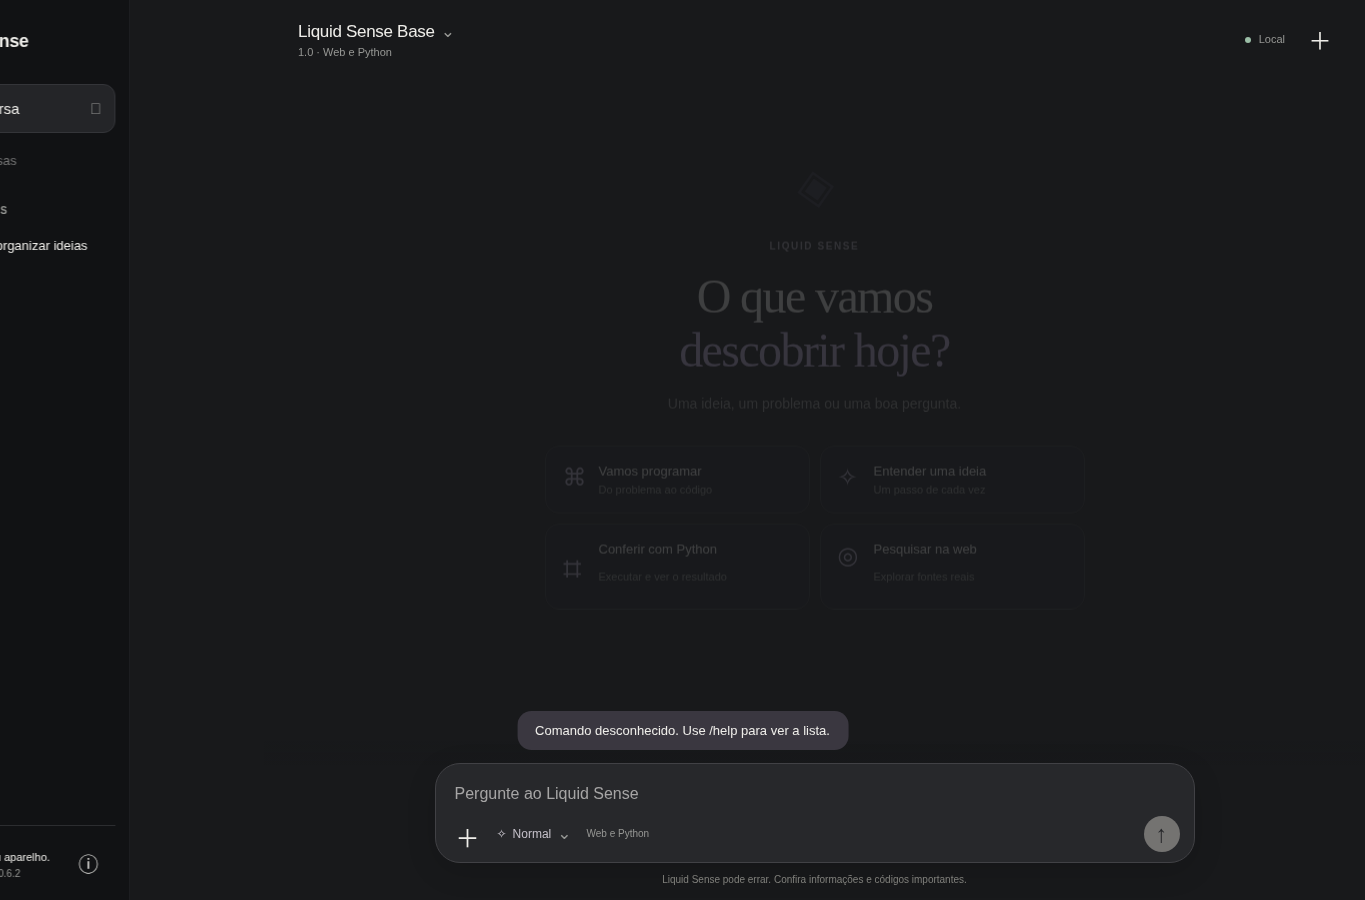 nse
Liquid Sense Base
1.0 · Web e Python
Local
rsa
sas
s
organizar ideias
LIQUID SENSE
O que vamos
descobrir hoje?
Uma ideia, um problema ou uma boa pergunta.
Vamos programar
Do problema ao código
Entender uma ideia
Um passo de cada vez
Conferir com Python
Executar e ver o resultado
Pesquisar na web
Explorar fontes reais
Comando desconhecido. Use /help para ver a lista.
Pergunte ao Liquid Sense
Normal
Web e Python
aparelho.
0.6.2
Liquid Sense pode errar. Confira informações e códigos importantes.